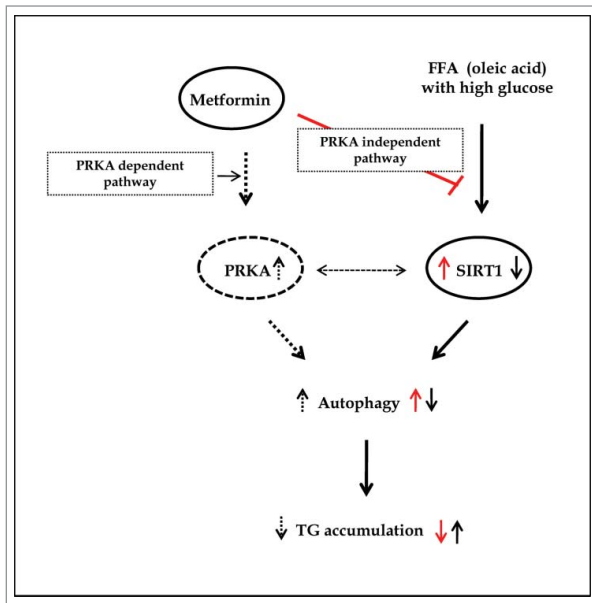 FFA (oleic acid)
with high glucose
Metformin
PRKA independent
pathway
PRKA dependent
pathway
PRKA
SIRT1
Autophagy
TG accumulation